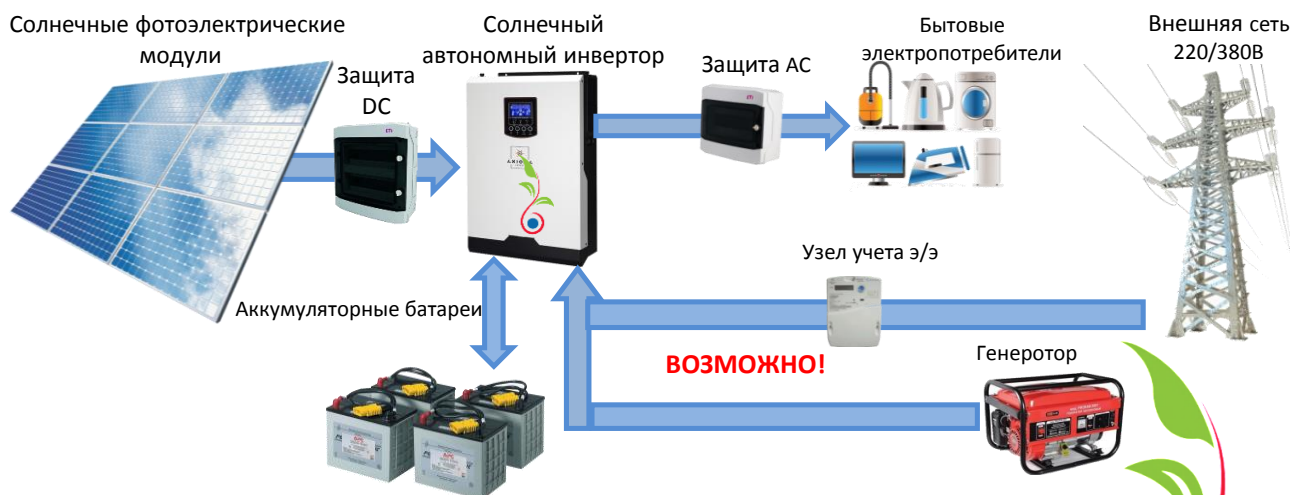 Солнечные фотоэлектрические
модули
Защита
DC
Солнечный
автономный инвертор
Защита АС
Бытовые
электропотребители
Внешняя сеть
220/380В
Узел учета э/э
Аккумуляторные батареи
ВОЗМОЖНО!
Генеротор